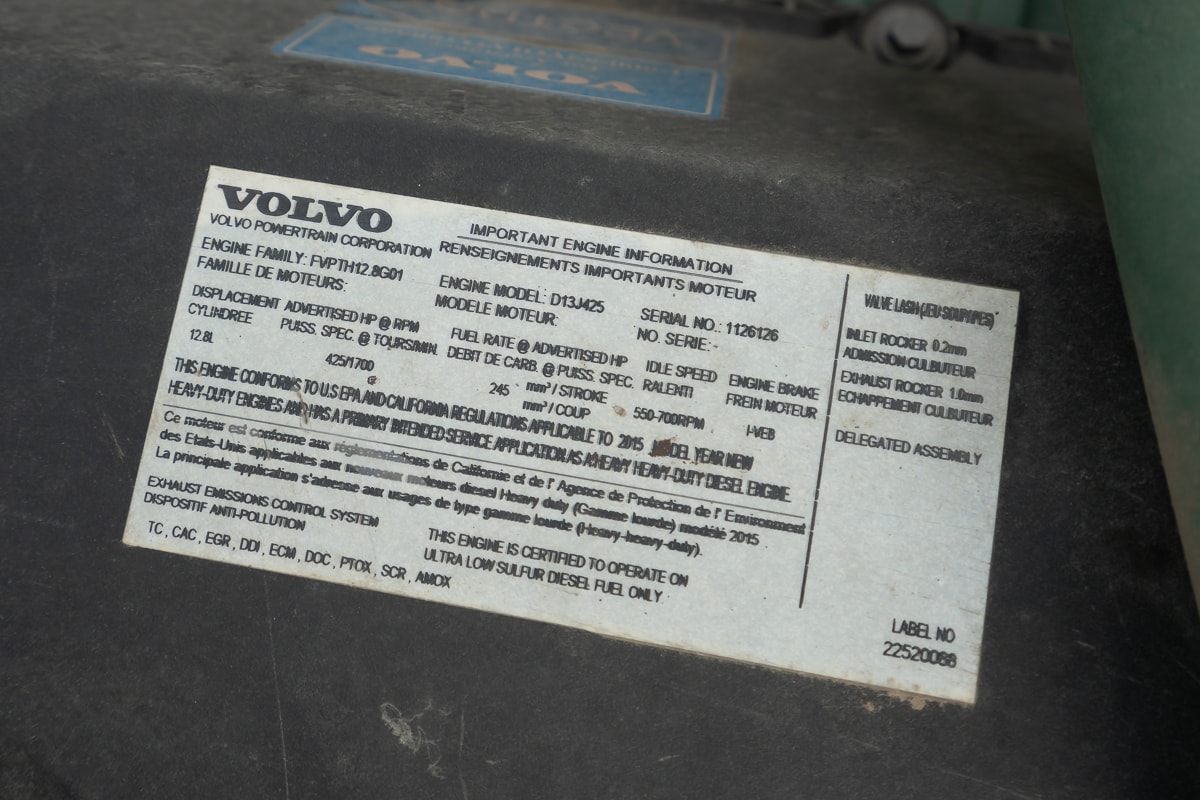 VOLVO
VOLVO
VOLVO POWERTRAIN CORPORATION
IMPORTANT ENGINE INFORMATION
RENSEIGNEMENTS IMPORTANTS MOTEUR
ENGINE FAMILY: FVPTH12.8G01
FAMILLE DE MOTEURS:
ENGINE MODEL: D13J425
MODELE MOTEUR:
SERIAL NO.: 1126126
NO. SERIE:-
DISPLACEMENT
CYLINDREE
12.8L
ADVERTISED HP @ RPM
PUISS. SPEC. @ TOURS/MIN.
425/1700
@
FUEL RATE @ ADVERTISED HP
DEBIT DE CARB. @ PUISS. SPEC.
245 mm³/ STROKE
mm³/ COUP
IDLE SPEED
RALENTI
550-700RPM
ENGINE BRAKE
FREIN MOTEUR
I-VEB
THIS ENGINE CONFORMS TO U.S EPA AND CALIFORNIA REGULATIONS APPLICABLE TO 2015 MODEL YEAR NEW
HEAVY-DUTY ENGINES AND HAS A PRIMARY INTENDED SERVICE APPLICATION AS A HEAVY HEAVY-DUTY DIESEL ENGINE.
Ce moteur est conforme aux réglementations de Californie et de l' Agence de Protection de l' Environment
des Etats-Unis applicables aux nouveaux moteurs diesel Heavy duty (Gamme lourde) modélé 2015
La principale application s'adresse aux usages de type gamme lourde (Heavy-heavy-duty).
EXHAUST EMISSIONS CONTROL SYSTEM
DISPOSITIF ANTI-POLLUTION
TC , CAC , EGR , DDI , ECM , DOC , PTOX , SCR , AMOX
THIS ENGINE IS CERTIFIED TO OPERATE ON
ULTRA LOW SULFUR DIESEL FUEL ONLY
VALVE LASH (JEU SOUPAPES)
INLET ROCKER 0.2mm
ADMISSION CULBUTEUR
EXHAUST ROCKER 1.0mm
ECHAPPEMENT CULBUTEUR
DELEGATED ASSEMBLY
LABEL NO
22520088